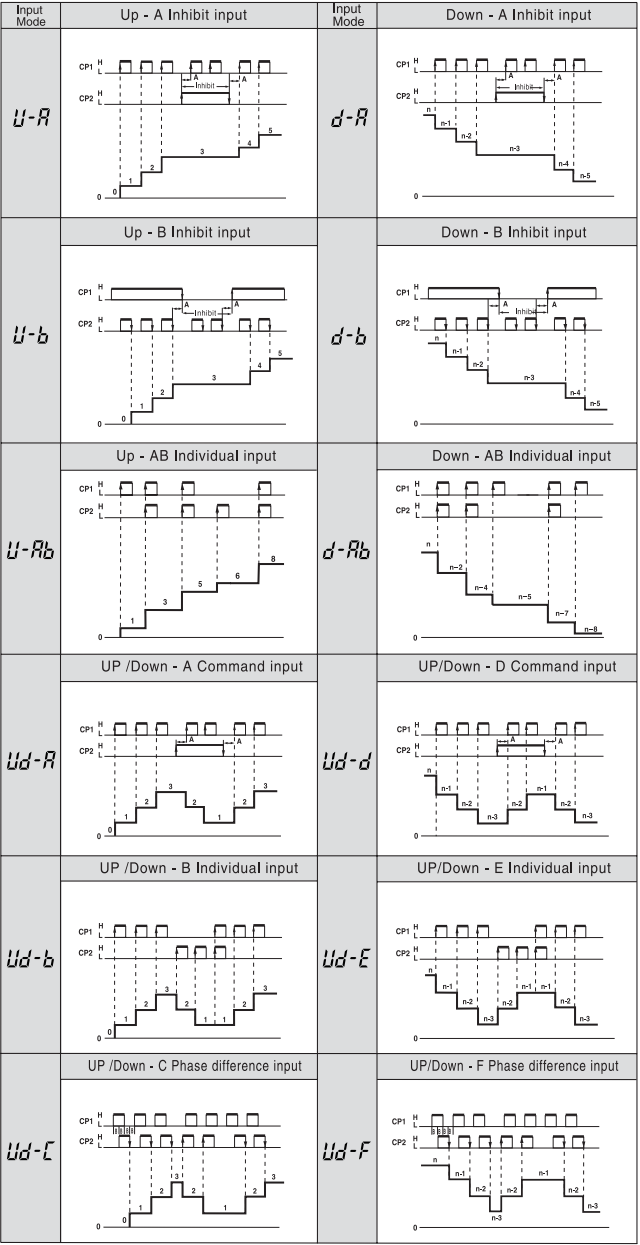 Input Mode
Up - A Inhibit input
Input Mode
Down - A Inhibit input
U-A
CP1 H L
A A
Inhibit
CP2 H L
0 0 1 2 3 4 5
d-A
CP1 H L
A A
Inhibit
CP2 H L
n n-1 n-2 n-3 n-4 n-5
0
Up - B Inhibit input
Down - B Inhibit input
U-b
CP1 H L
A A
Inhibit
CP2 H L
0 0 1 2 3 4 5
d-b
CP1 H L
A A
Inhibit
CP2 H L
n n-1 n-2 n-3 n-4 n-5
0
Up - AB Individual input
Down - AB Individual input
U-Ab
CP1 H L
CP2 H L
0 1 3 5 6 8
d-Ab
CP1 H L
CP2 H L
n n-2 n-4 n-5 n-7 n-8
0
UP /Down - A Command input
UP/Down - D Command input
Ud-A
CP1 H L
A A
CP2 H L
0 0 1 2 3 2 1 2 3
Ud-d
CP1 H L
A A
CP2 H L
n n-1 n-2 n-3 n-2 n-1 n-2 n-3
0
UP /Down - B Individual input
UP/Down - E Individual input
Ud-b
CP1 H L
CP2 H L
0 0 1 2 3 2 1 1 2 3
Ud-E
CP1 H L
CP2 H L
n n-1 n-2 n-3 n-2 n-1 n-1 n-2 n-3
0
UP /Down - C Phase difference input
UP/Down - F Phase difference input
Ud-C
CP1 H L
B B B B
CP2 H L
0 0 1 2 3 2 1 2 3
Ud-F
CP1 H L
B B B B
CP2 H L
n n-1 n-2 n-3 n-2 n-1 n-2 n-3
0